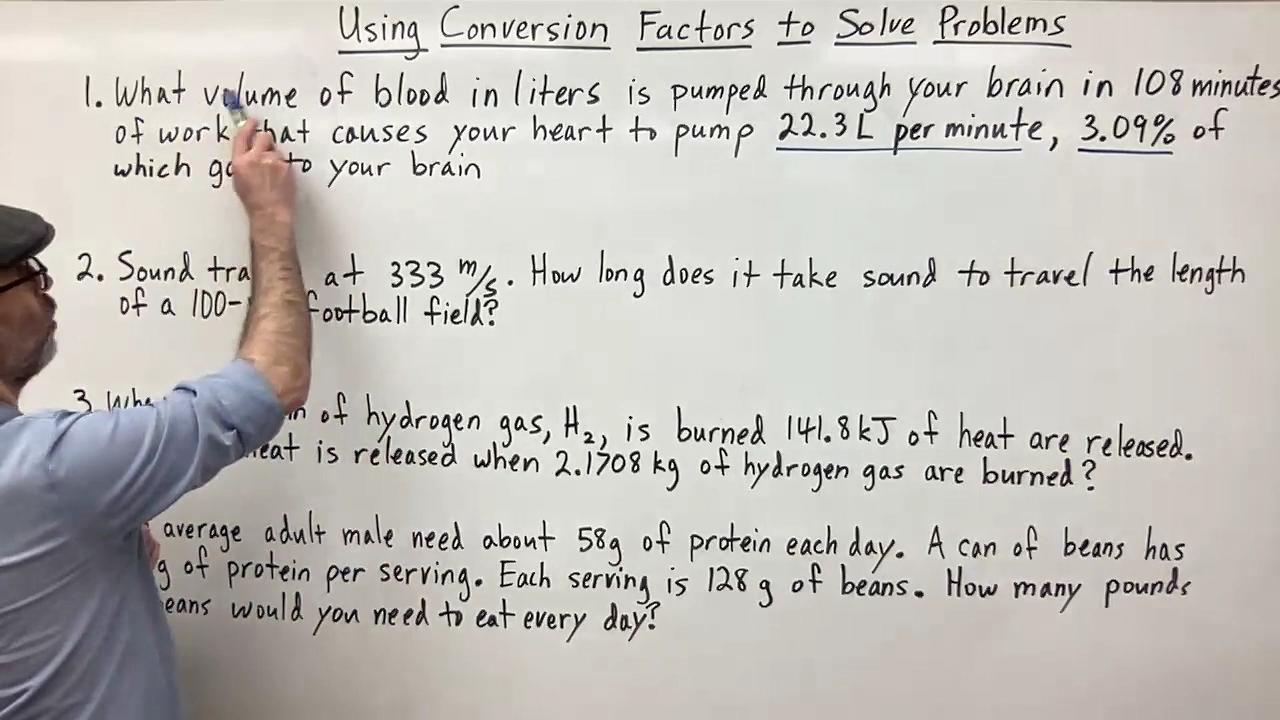 Using Conversion Factors to Solve Problems
1. What volume of blood in liters is pumped through your brain in 108 minutes
of work that causes your heart to pump 22.3L per minute, 3.09% of
which to your brain
2. Sound at 333 m/s. How long does it take sound to travel the length
of a 100- football field?
3. of hydrogen gas, H₂, is burned 141.8kJ of heat are released.
is released when 2.1708 kg of hydrogen gas are burned?
average adult male need about 58g of protein each day. A can of beans has
g of protein per serving. Each serving is 128 g of beans. How many pounds
would you need to eat every day?